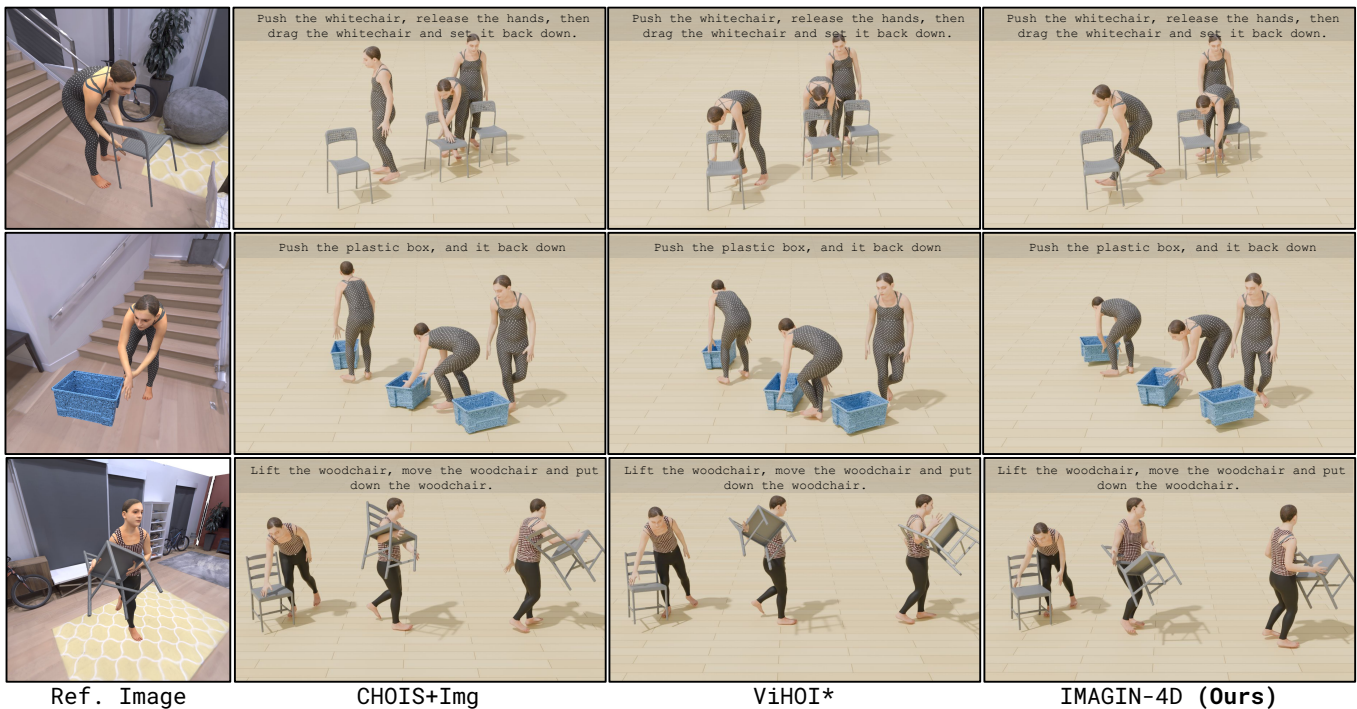 Push the whitechair, release the hands, then
drag the whitechair and set it back down.
Push the whitechair, release the hands, then
drag the whitechair and set it back down.
Push the whitechair, release the hands, then
drag the whitechair and set it back down.
Push the plastic box, and it back down
Push the plastic box, and it back down
Push the plastic box, and it back down
Lift the woodchair, move the woodchair and put
down the woodchair.
Lift the woodchair, move the woodchair and put
down the woodchair.
Lift the woodchair, move the woodchair and put
down the woodchair.
Ref. Image
CHOIS+Img
ViHOI*
IMAGIN-4D (Ours)